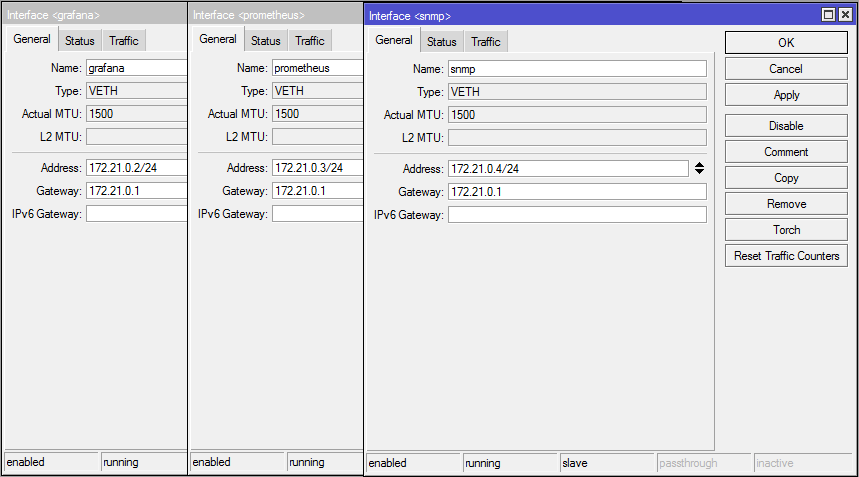 Interface <grafana>
General Status Traffic
Name: grafana
Type: VETH
Actual MTU: 1500
L2 MTU:
Address: 172.21.0.2/24
Gateway: 172.21.0.1
IPv6 Gateway:
enabled running
Interface <prometheus>
General Status Traffic
Name: prometheus
Type: VETH
Actual MTU: 1500
L2 MTU:
Address: 172.21.0.3/24
Gateway: 172.21.0.1
IPv6 Gateway:
enabled running
Interface <snmp>
General Status Traffic
Name: snmp
Type: VETH
Actual MTU: 1500
L2 MTU:
Address: 172.21.0.4/24
Gateway: 172.21.0.1
IPv6 Gateway:
OK
Cancel
Apply
Disable
Comment
Copy
Remove
Torch
Reset Traffic Counters
enabled running slave passthrough inactive